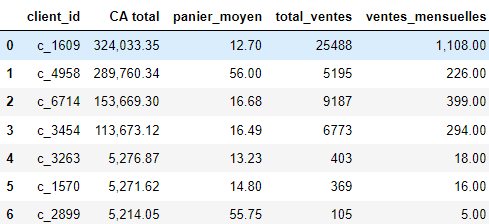 client_id CA total panier_moyen total_ventes ventes_mensuelles
0 c_1609 324,033.35 12.70 25488 1,108.00
1 c_4958 289,760.34 56.00 5195 226.00
2 c_6714 153,669.30 16.68 9187 399.00
3 c_3454 113,673.12 16.49 6773 294.00
4 c_3263 5,276.87 13.23 403 18.00
5 c_1570 5,271.62 14.80 369 16.00
6 c_2899 5,214.05 55.75 105 5.00